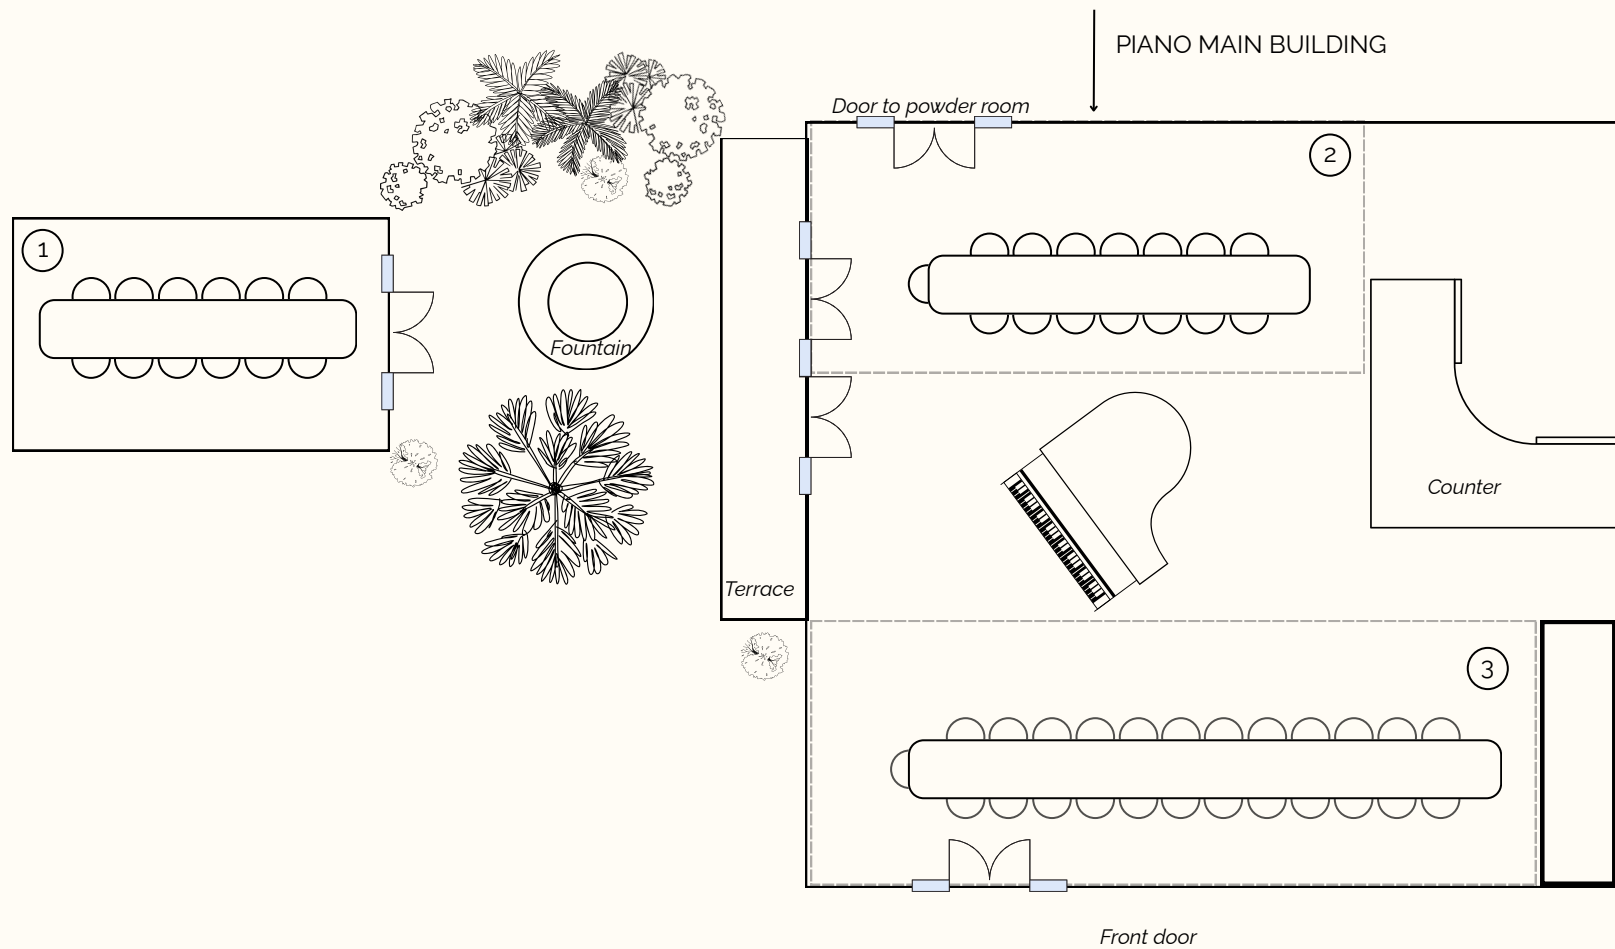 PIANO MAIN BUILDING
Door to powder room
2
1
Fountain
Counter
Terrace
3
Front door